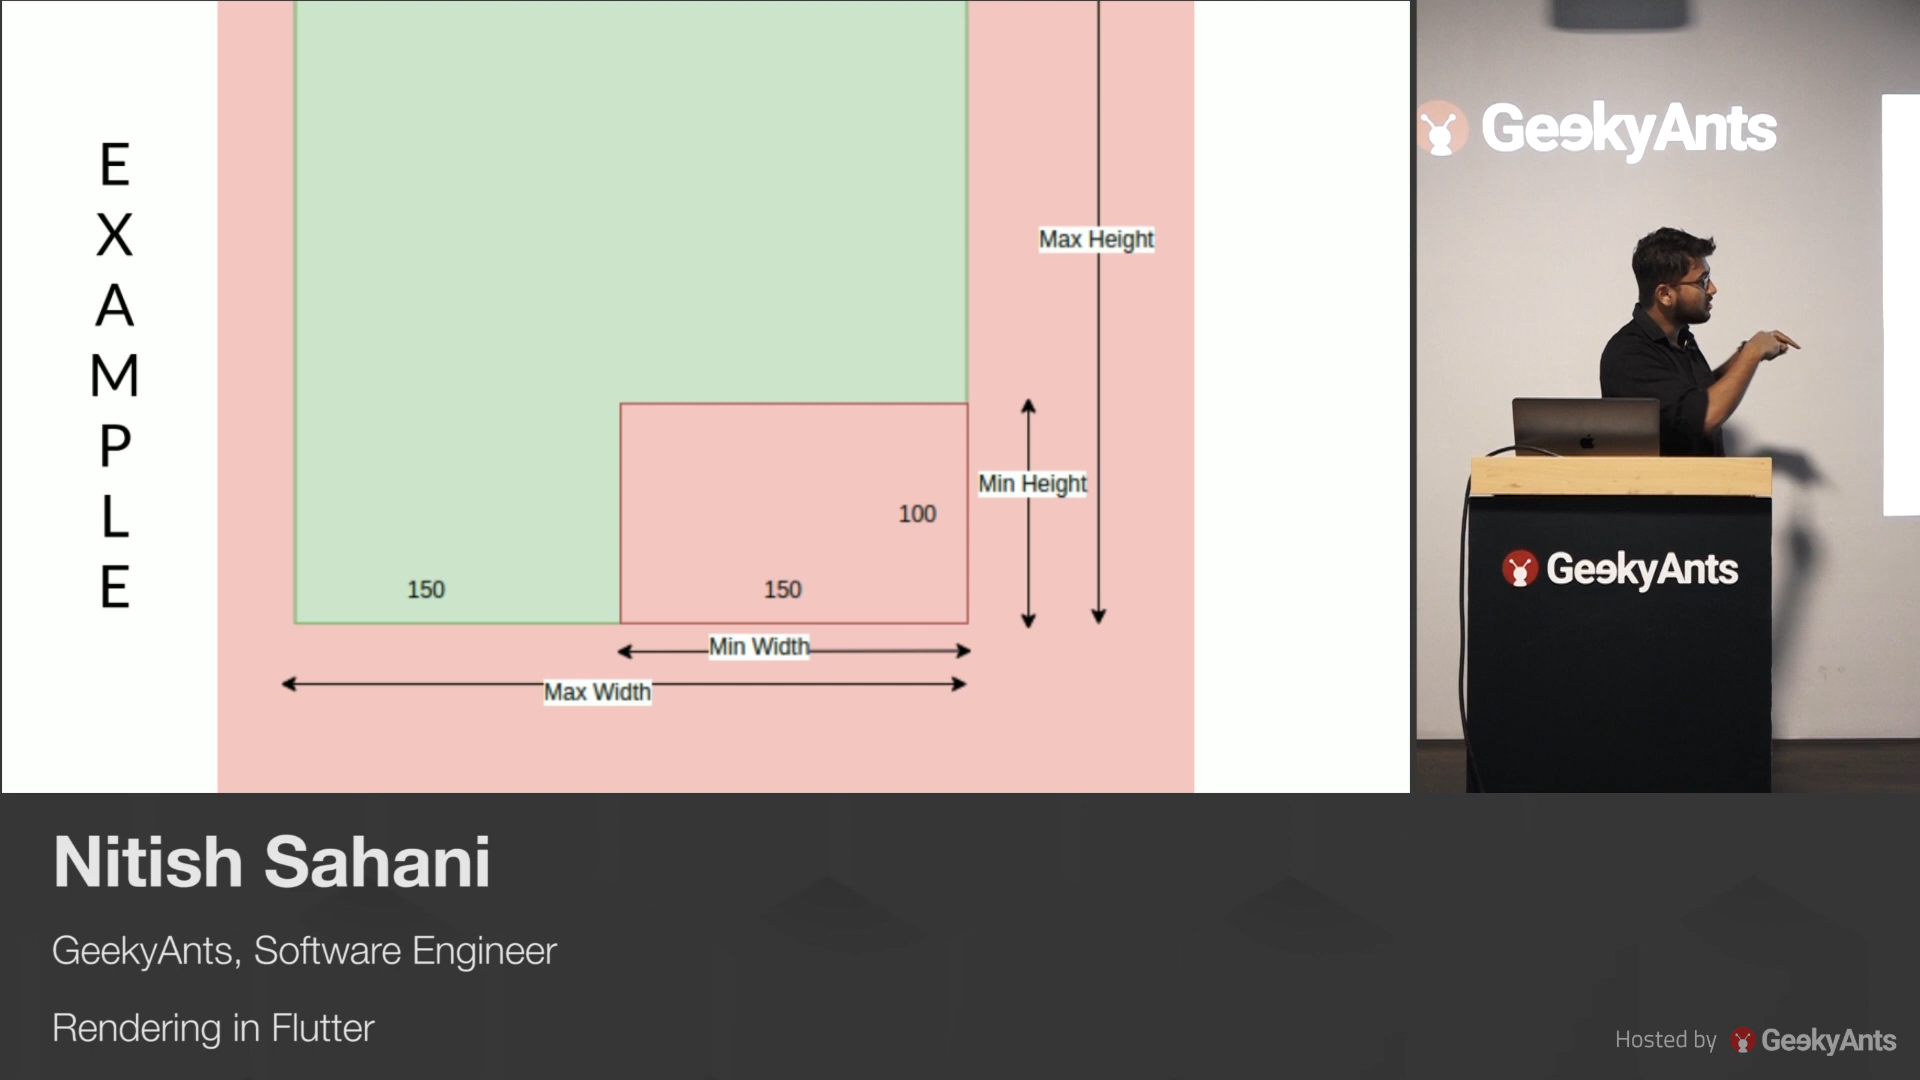 E
X
A
M
P
L
E
Max Height
Min Height
100
150
150
Min Width
Max Width
GeekyAnts
GeekyAnts
Nitish Sahani
GeekyAnts, Software Engineer
Rendering in Flutter
Hosted by GeekyAnts